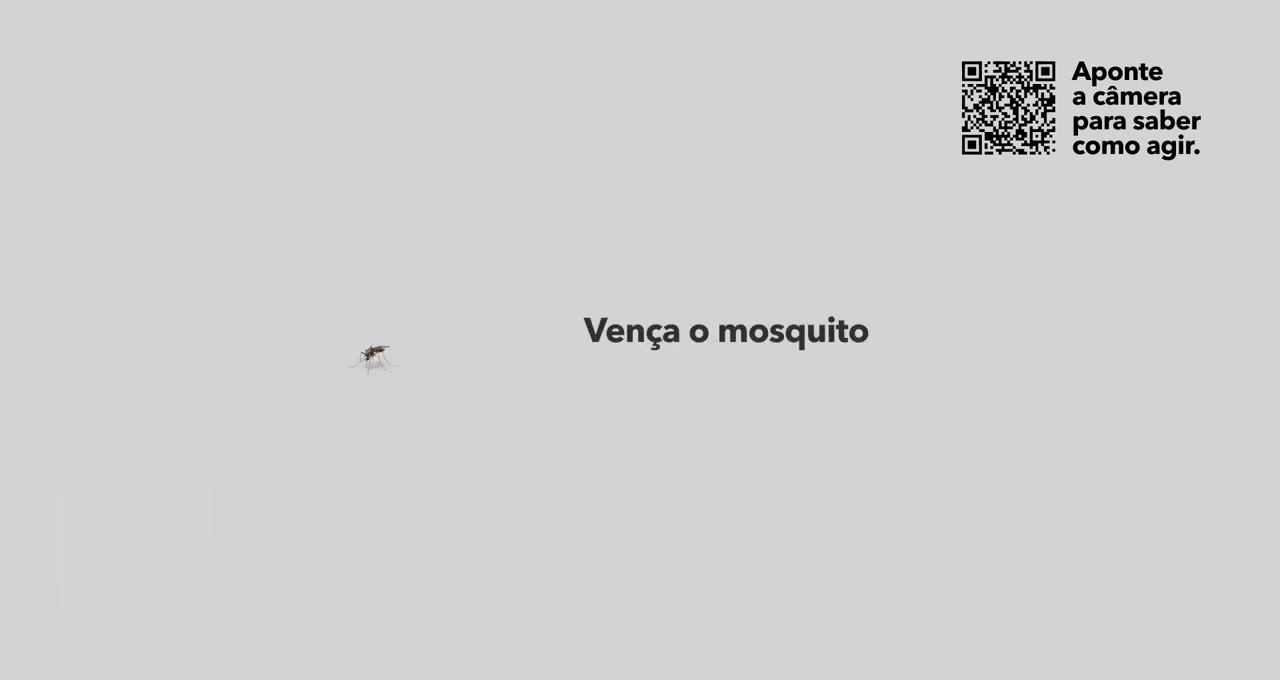 Aponte
a câmera
para saber
como agir.
Vença o mosquito